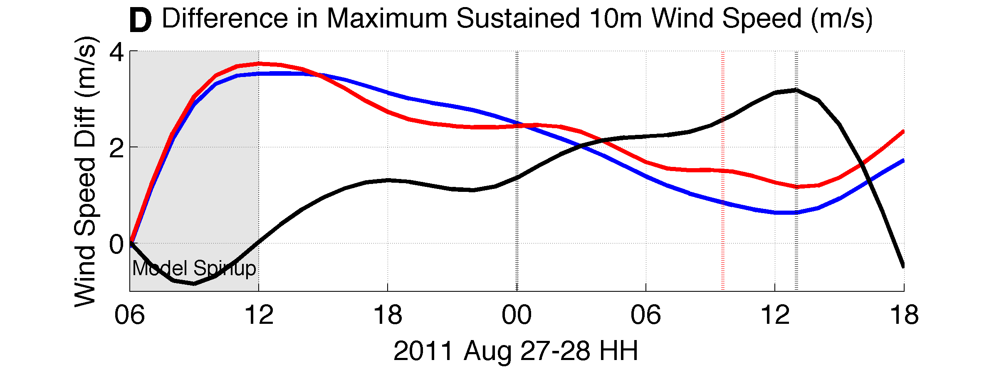 D Difference in Maximum Sustained 10m Wind Speed (m/s)
Wind Speed Diff (m/s)
4
2
0
Model Spinup
06 12 18 00 06 12 18
2011 Aug 27-28 HH